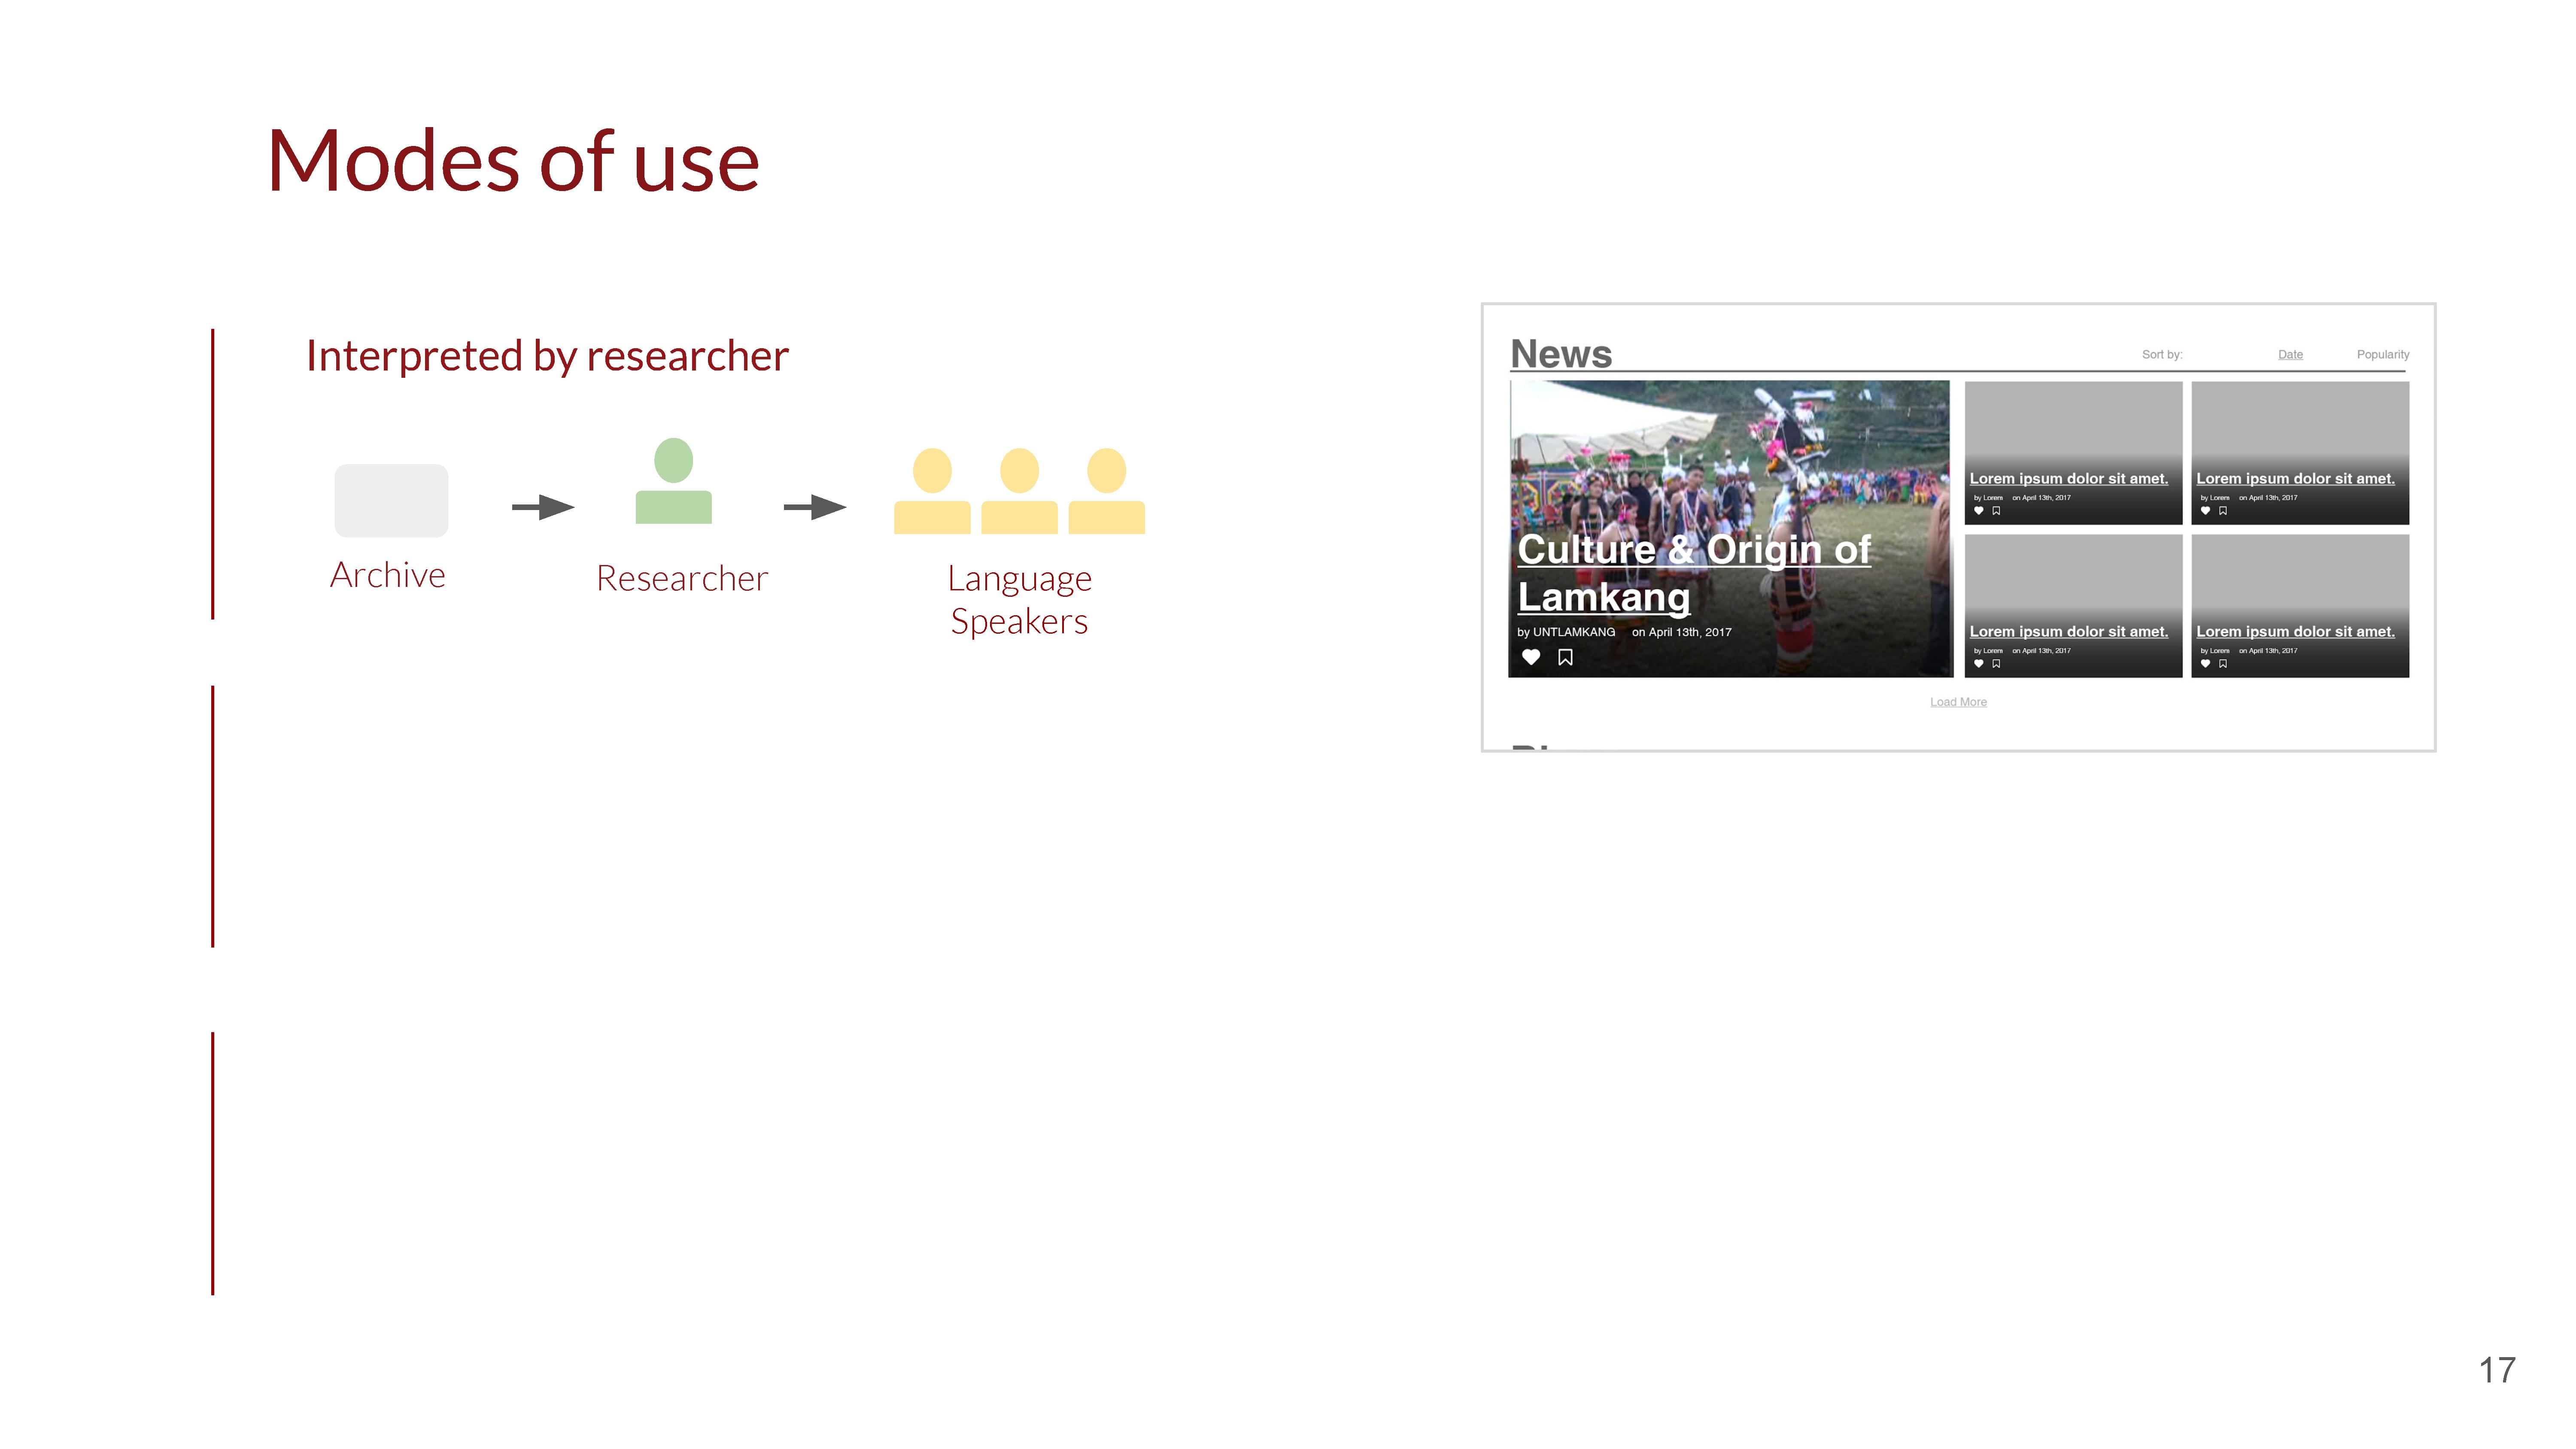 Modes of use
Interpreted by researcher
Archive
Researcher
Language
Speakers
News
Sort by:
Date
Popularity
Culture & Origin of
Lamkang
by UNTLAMKANG on April 13th, 2017
Lorem ipsum dolor sit amet.
by Lorem on April 13th, 2017
Lorem ipsum dolor sit amet.
by Lorem on April 13th, 2017
Lorem ipsum dolor sit amet.
by Lorem on April 13th, 2017
Lorem ipsum dolor sit amet.
by Lorem on April 13th, 2017
Load More
17